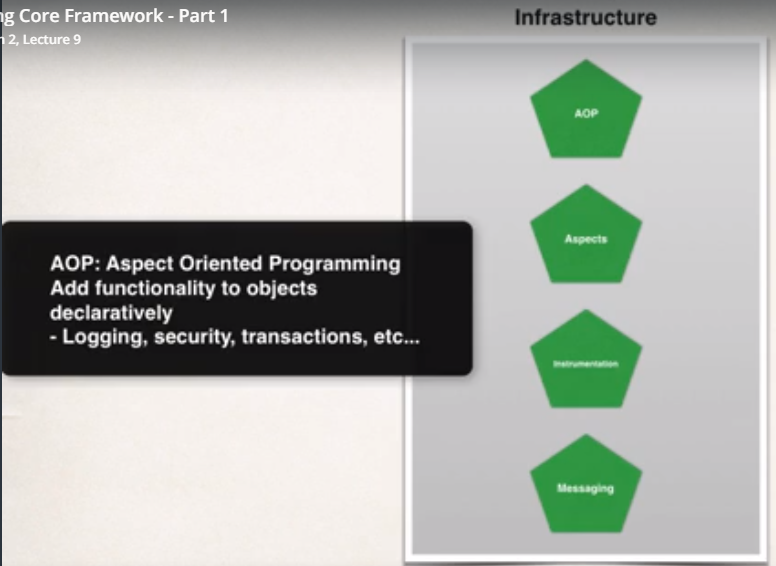 ng Core Framework - Part 1
n 2, Lecture 9
Infrastructure
AOP
AOP: Aspect Oriented Programming
Add functionality to objects
declaratively
- Logging, security, transactions, etc...
Aspects
Instrumentation
Messaging